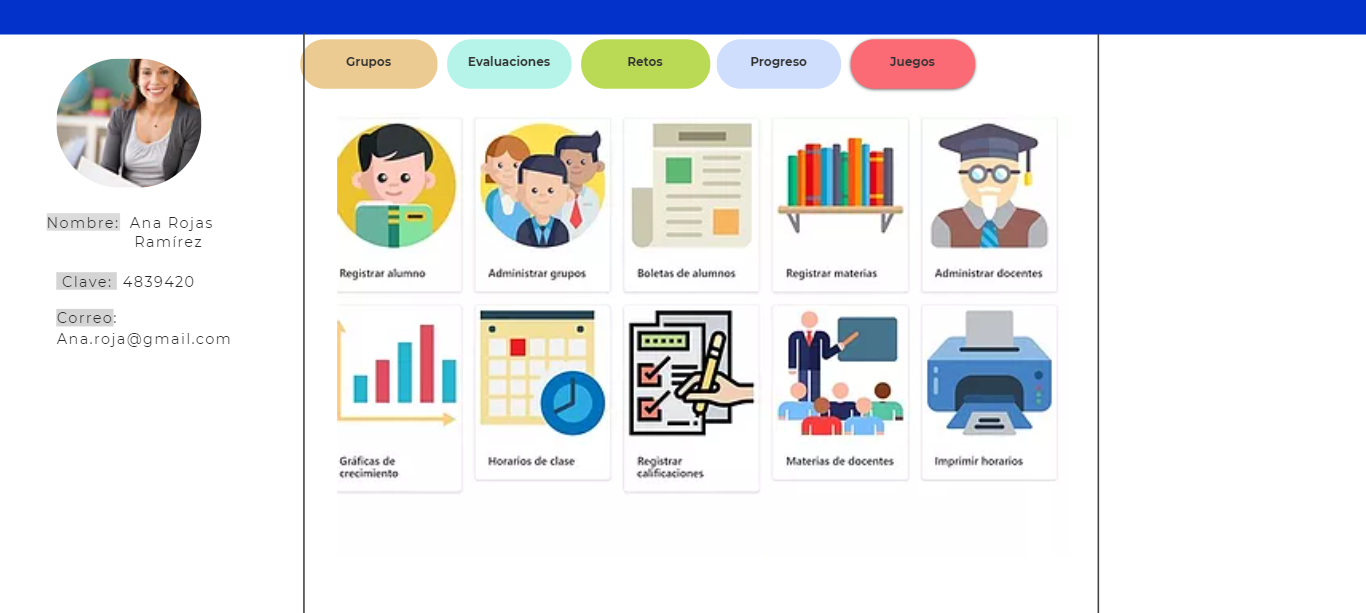 Grupos
Evaluaciones
Retos
Progreso
Juegos
Nombre: Ana Rojas
Ramírez
Clave: 4839420
Correo:
Ana.roja@gmail.com
Registrar alumno
Administrar grupos
Boletas de alumnos
Registrar materias
Administrar docentes
Gráficas de
crecimiento
Horarios de clase
Registrar
calificaciones
Materias de docentes
Imprimir horarios